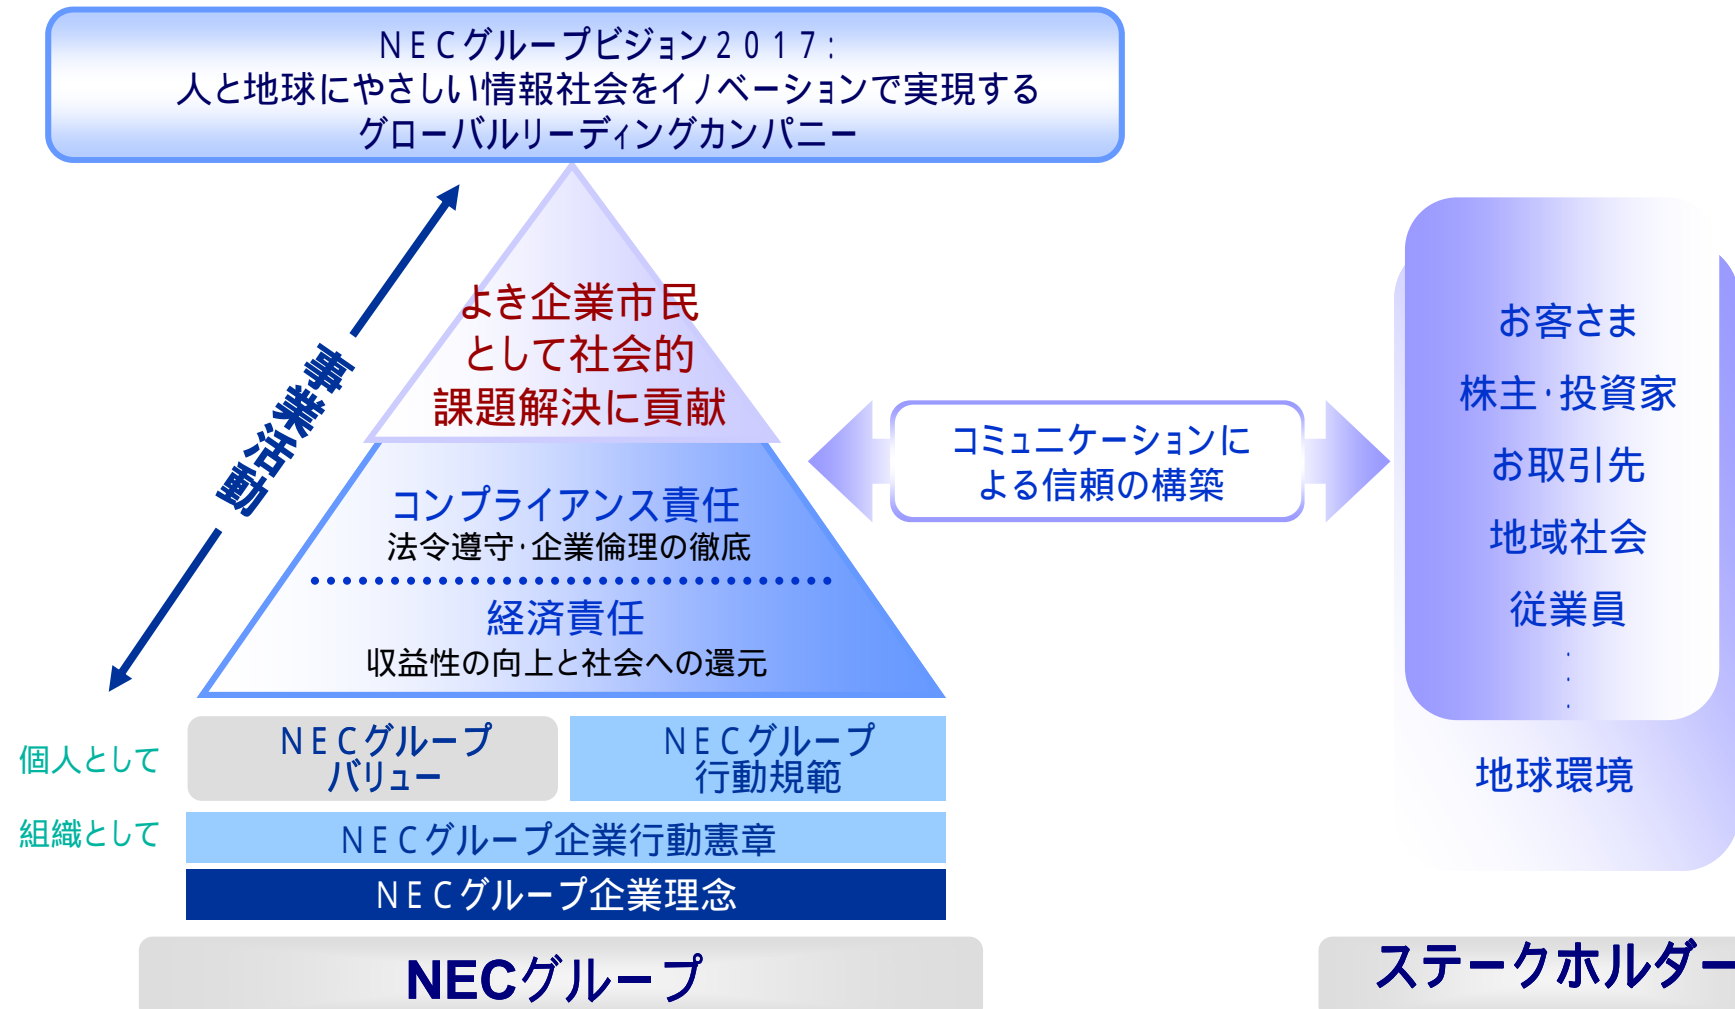 NECグループビジョン2017:
人と地球にやさしい情報社会をイノベーションで実現する
グローバルリーディングカンパニー
事業活動
よき企業市民
として社会的
課題解決に貢献
コンプライアンス責任
法令遵守・企業倫理の徹底
経済責任
収益性の向上と社会への還元
コミュニケーションに
よる信頼の構築
お客さま
株主・投資家
お取引先
地域社会
従業員
・
・
・
地球環境
個人として
NECグループ
バリュー
NECグループ
行動規範
組織として
NECグループ企業行動憲章
NECグループ企業理念
NECグループ
ステークホルダー